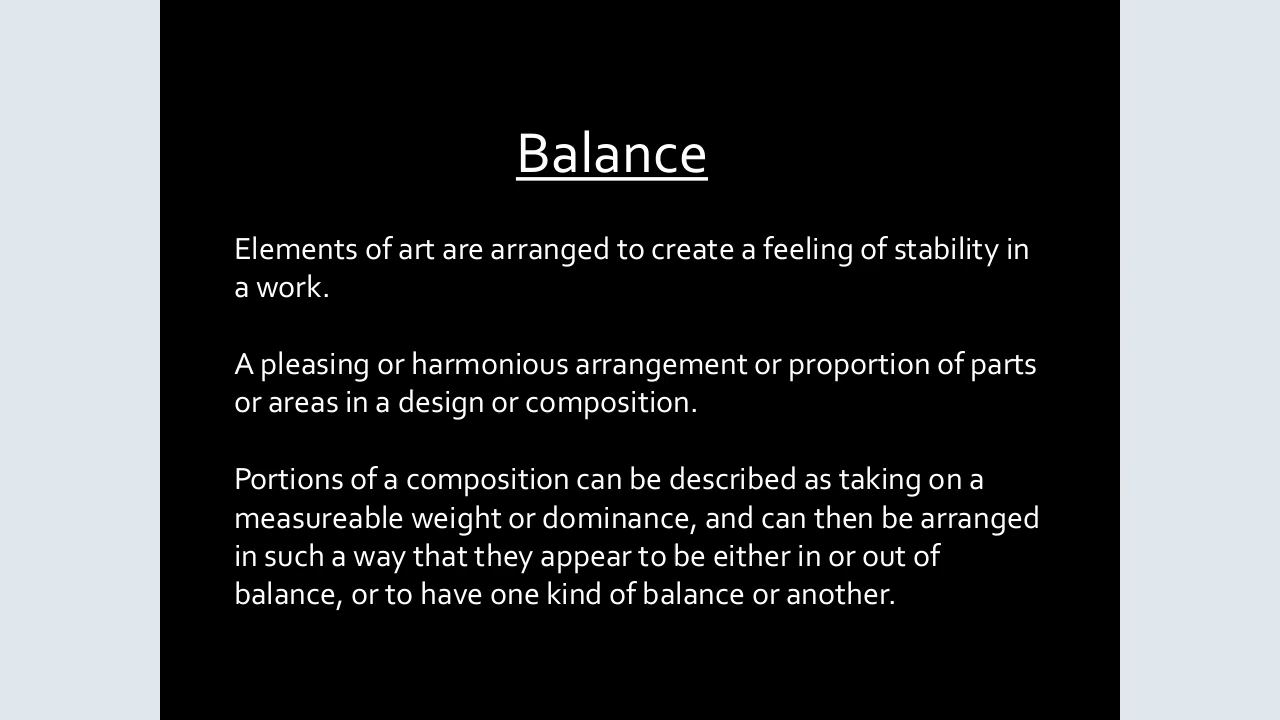 Balance
Elements of art are arranged to create a feeling of stability in
a work.
A pleasing or harmonious arrangement or proportion of parts
or areas in a design or composition.
Portions of a composition can be described as taking on a
measureable weight or dominance, and can then be arranged
in such a way that they appear to be either in or out of
balance, or to have one kind of balance or another.